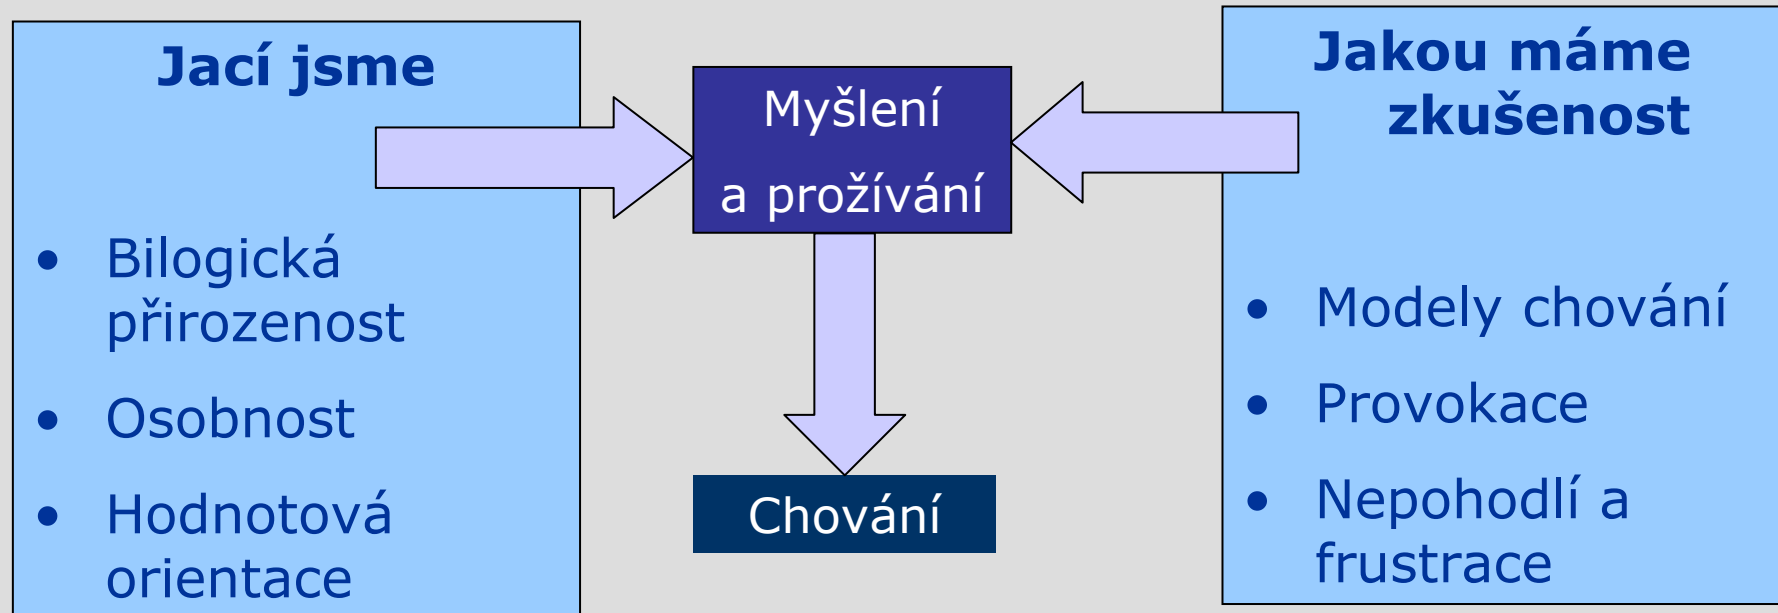 Jací jsme
• Bilogická
přirozenost
• Osobnost
• Hodnotová
orientace
Myšlení
a prožívání
Chování
Jakou máme
zkušenost
• Modely chování
• Provokace
• Nepohodlí a
frustrace